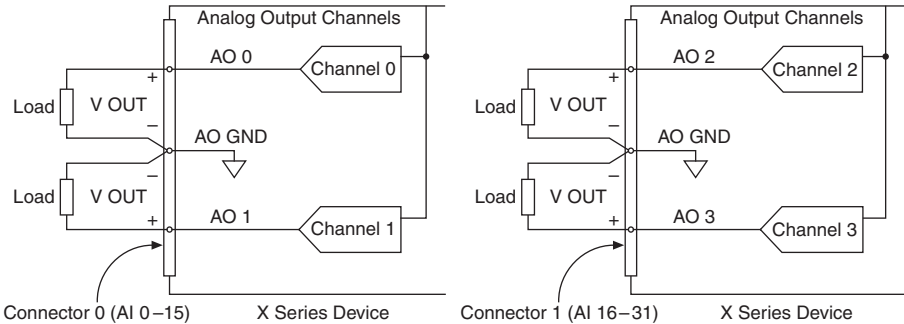 Analog Output Channels
AO 0
Channel 0
+
Load
V OUT
–
AO GND
–
Load
V OUT
+
AO 1
Channel 1
Connector 0 (AI 0–15)
X Series Device
Analog Output Channels
AO 2
Channel 2
+
Load
V OUT
–
AO GND
–
Load
V OUT
+
AO 3
Channel 3
Connector 1 (AI 16–31)
X Series Device